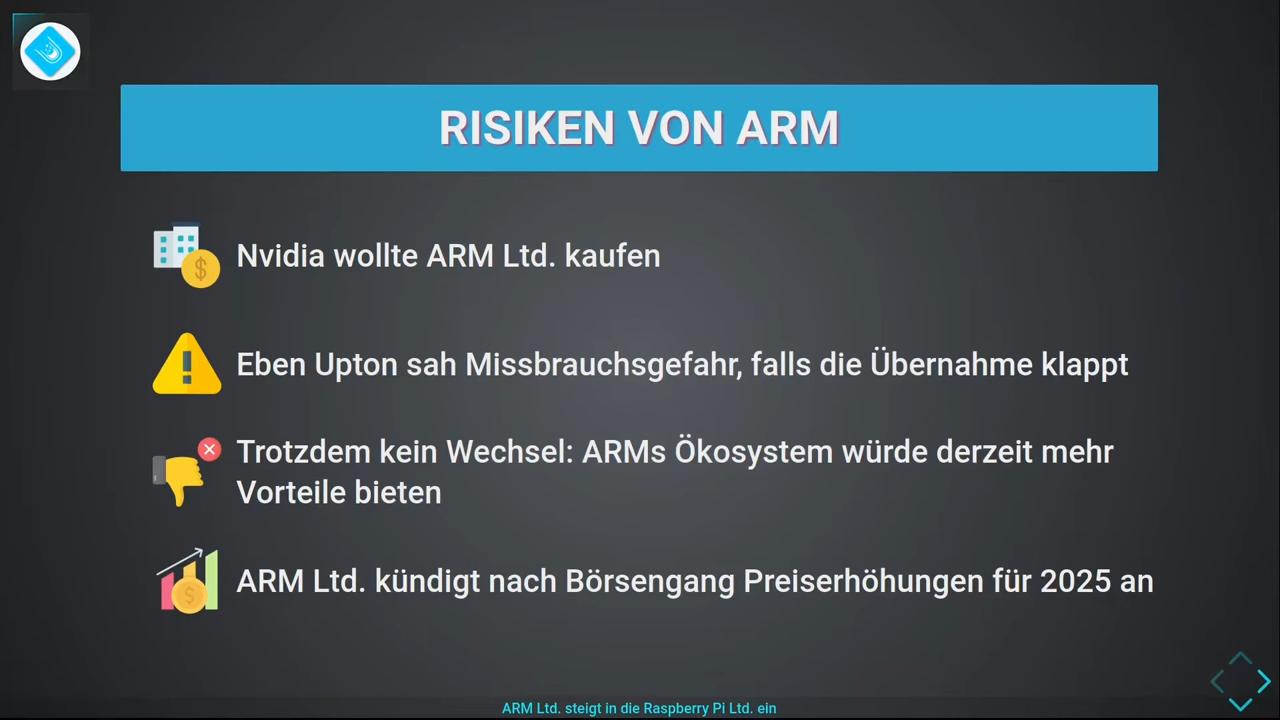 RISIKEN VON ARM
Nvidia wollte ARM Ltd. kaufen
Eben Upton sah Missbrauchsgefahr, falls die Übernahme klappt
Trotzdem kein Wechsel: ARMs Ökosystem würde derzeit mehr
Vorteile bieten
ARM Ltd. kündigt nach Börsengang Preiserhöhungen für 2025 an
ARM Ltd. steigt in die Raspberry Pi Ltd. ein